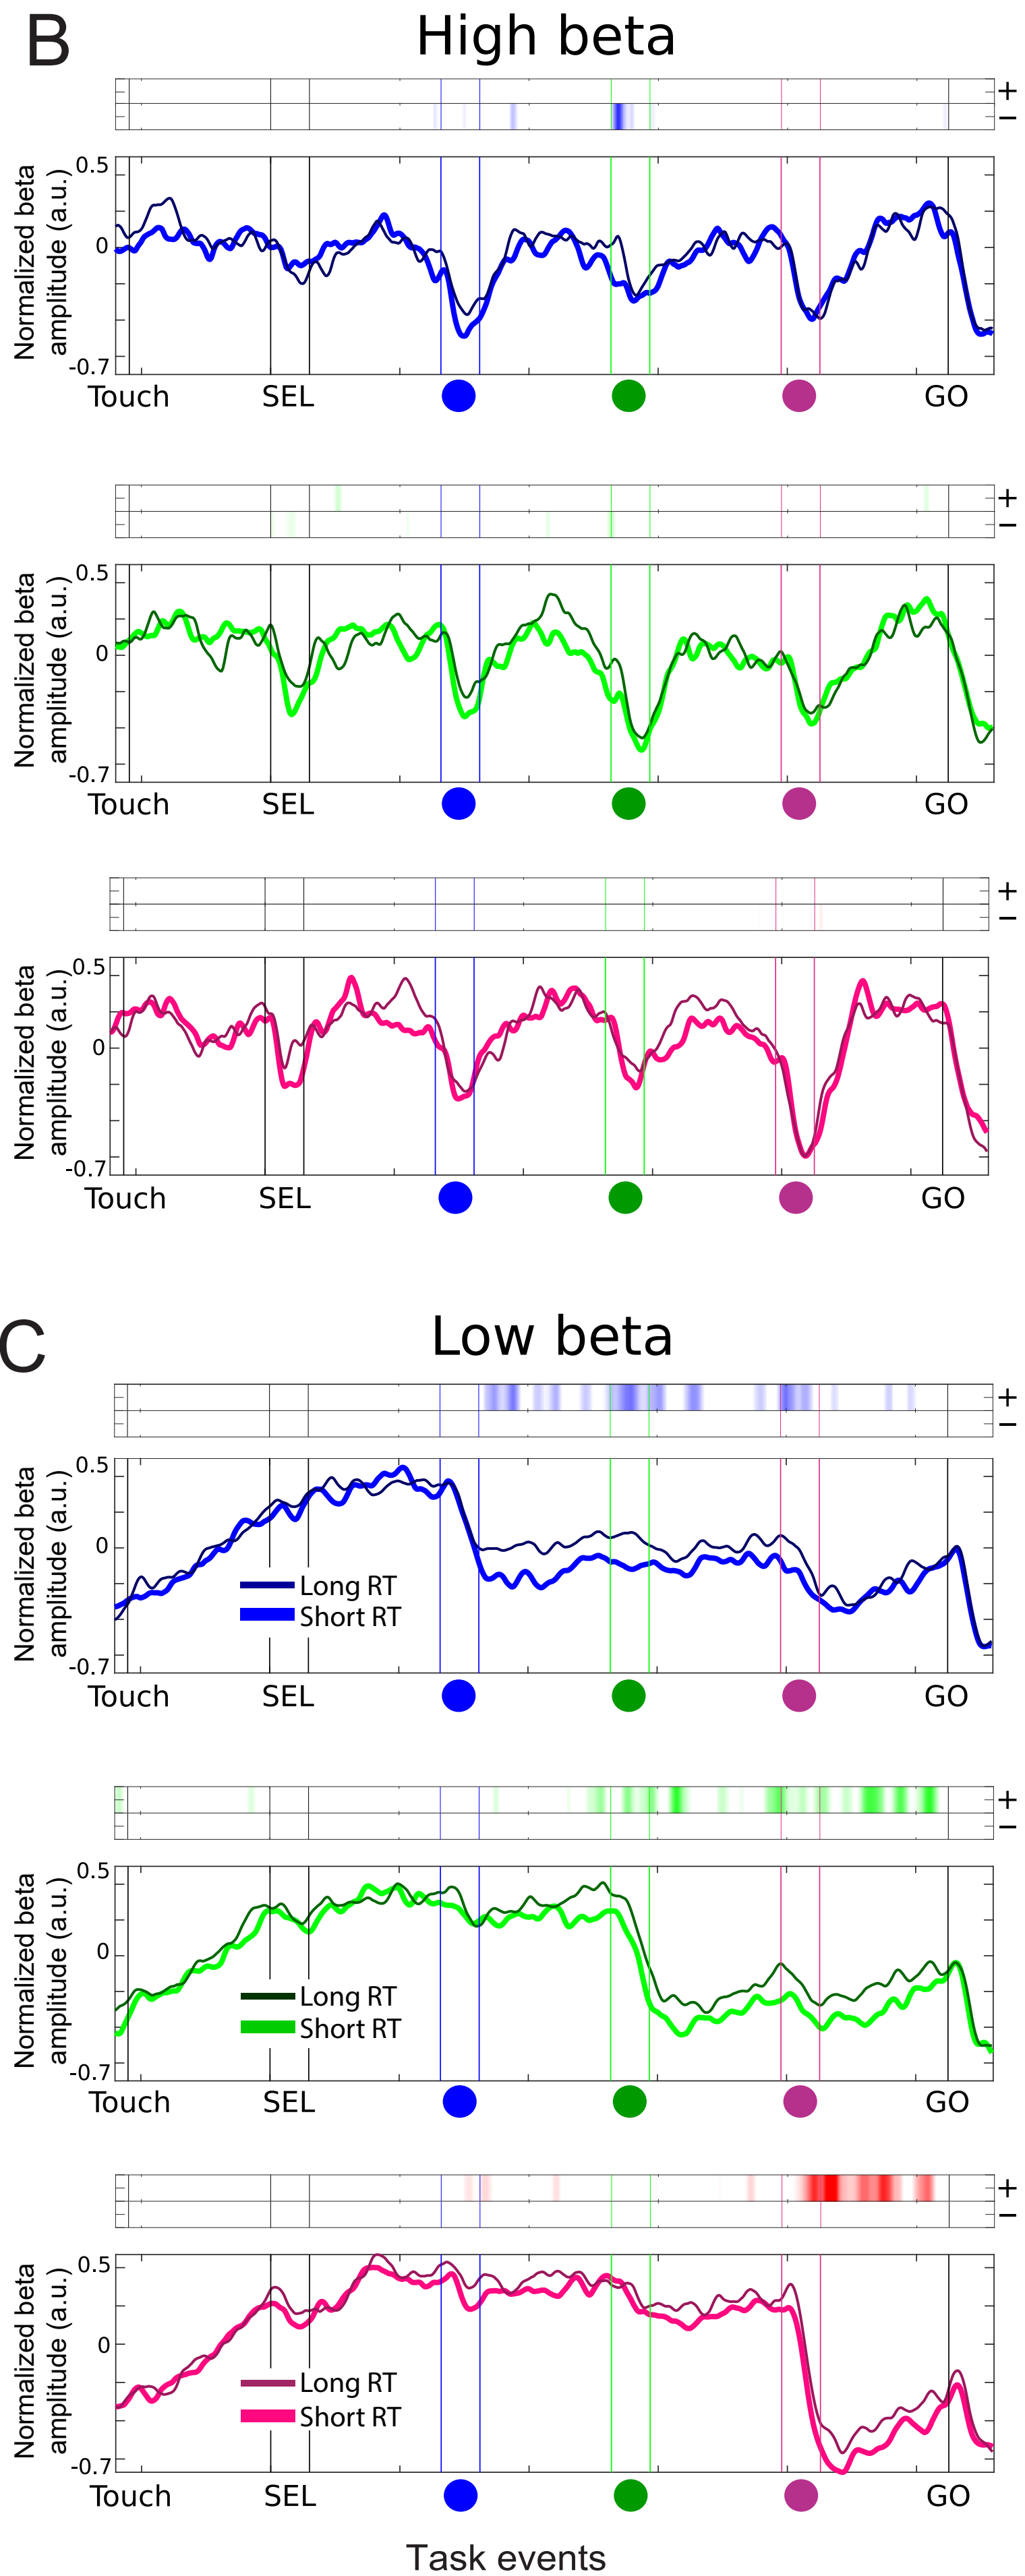 B
High beta
+
−
0.5
0
-0.7
Normalized beta
amplitude (a.u.)
Touch SEL GO
+
−
0.5
0
-0.7
Normalized beta
amplitude (a.u.)
Touch SEL GO
+
−
0.5
0
-0.7
Normalized beta
amplitude (a.u.)
Touch SEL GO
C
Low beta
+
−
0.5
0
-0.7
Normalized beta
amplitude (a.u.)
Long RT
Short RT
Touch SEL GO
+
−
0.5
0
-0.7
Normalized beta
amplitude (a.u.)
Long RT
Short RT
Touch SEL GO
+
−
0.5
0
-0.7
Normalized beta
amplitude (a.u.)
Long RT
Short RT
Touch SEL GO
Task events